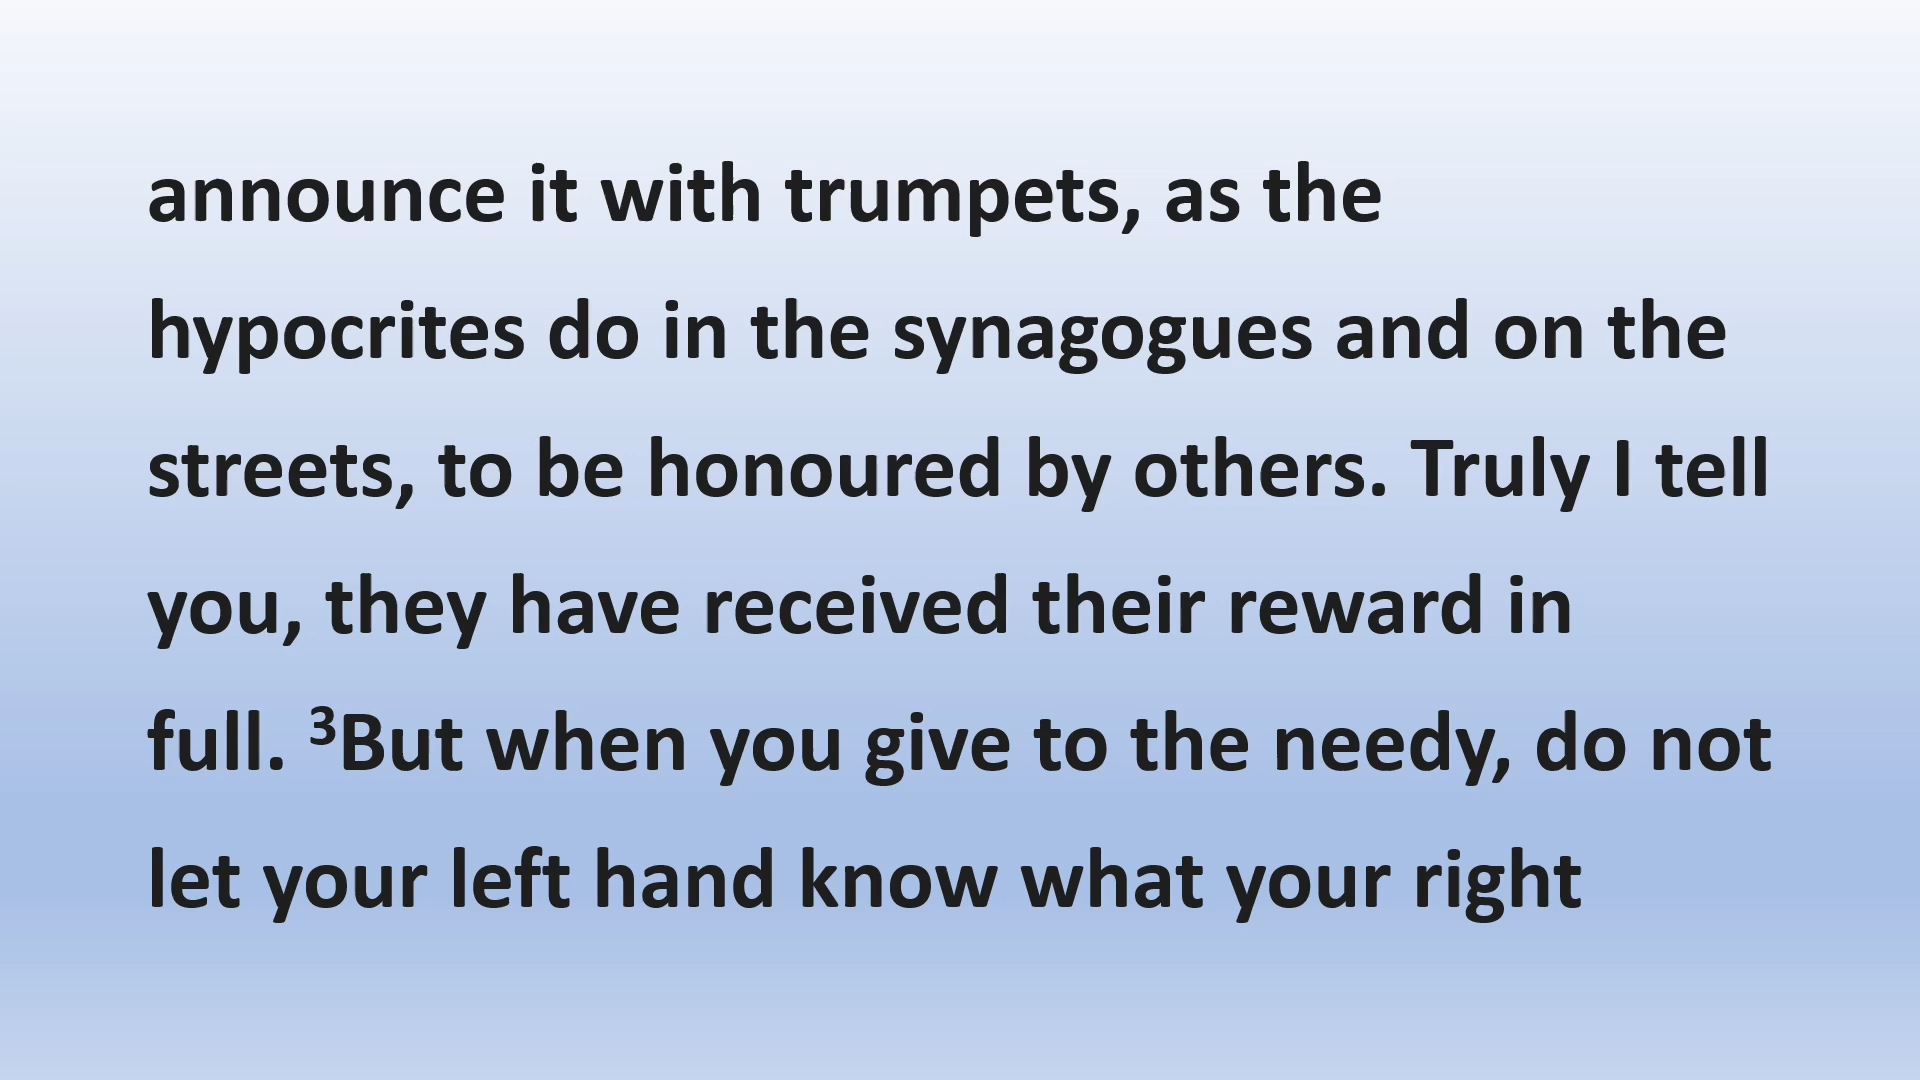 announce it with trumpets, as the
hypocrites do in the synagogues and on the
streets, to be honoured by others. Truly I tell
you, they have received their reward in
full. ³But when you give to the needy, do not
let your left hand know what your right